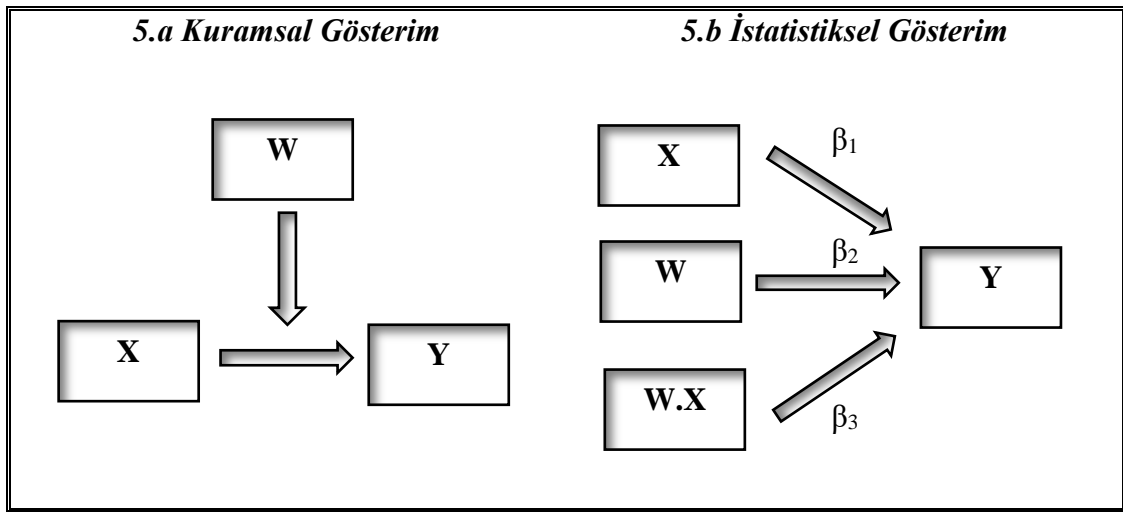 5.a Kuramsal Gösterim
W
X
Y
5.b İstatistiksel Gösterim
X
β1
W
β2
Y
W.X
β3